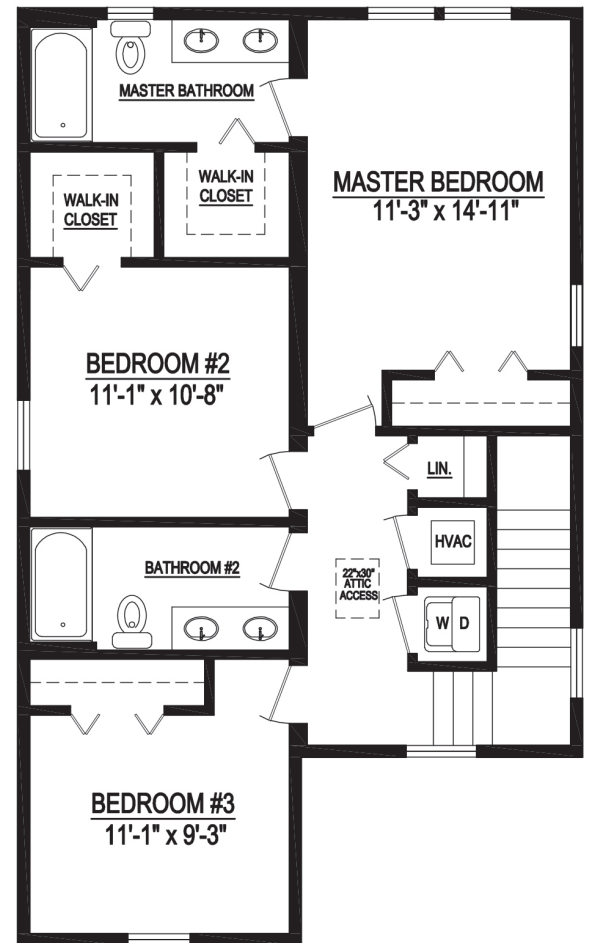 MASTER BATHROOM
WALK-IN
CLOSET
WALK-IN
CLOSET
MASTER BEDROOM
11'-3" x 14'-11"
BEDROOM #2
11'-1" x 10'-8"
LIN.
HVAC
BATHROOM #2
22"x30"
ATTIC
ACCESS
W D
BEDROOM #3
11'-1" x 9'-3"